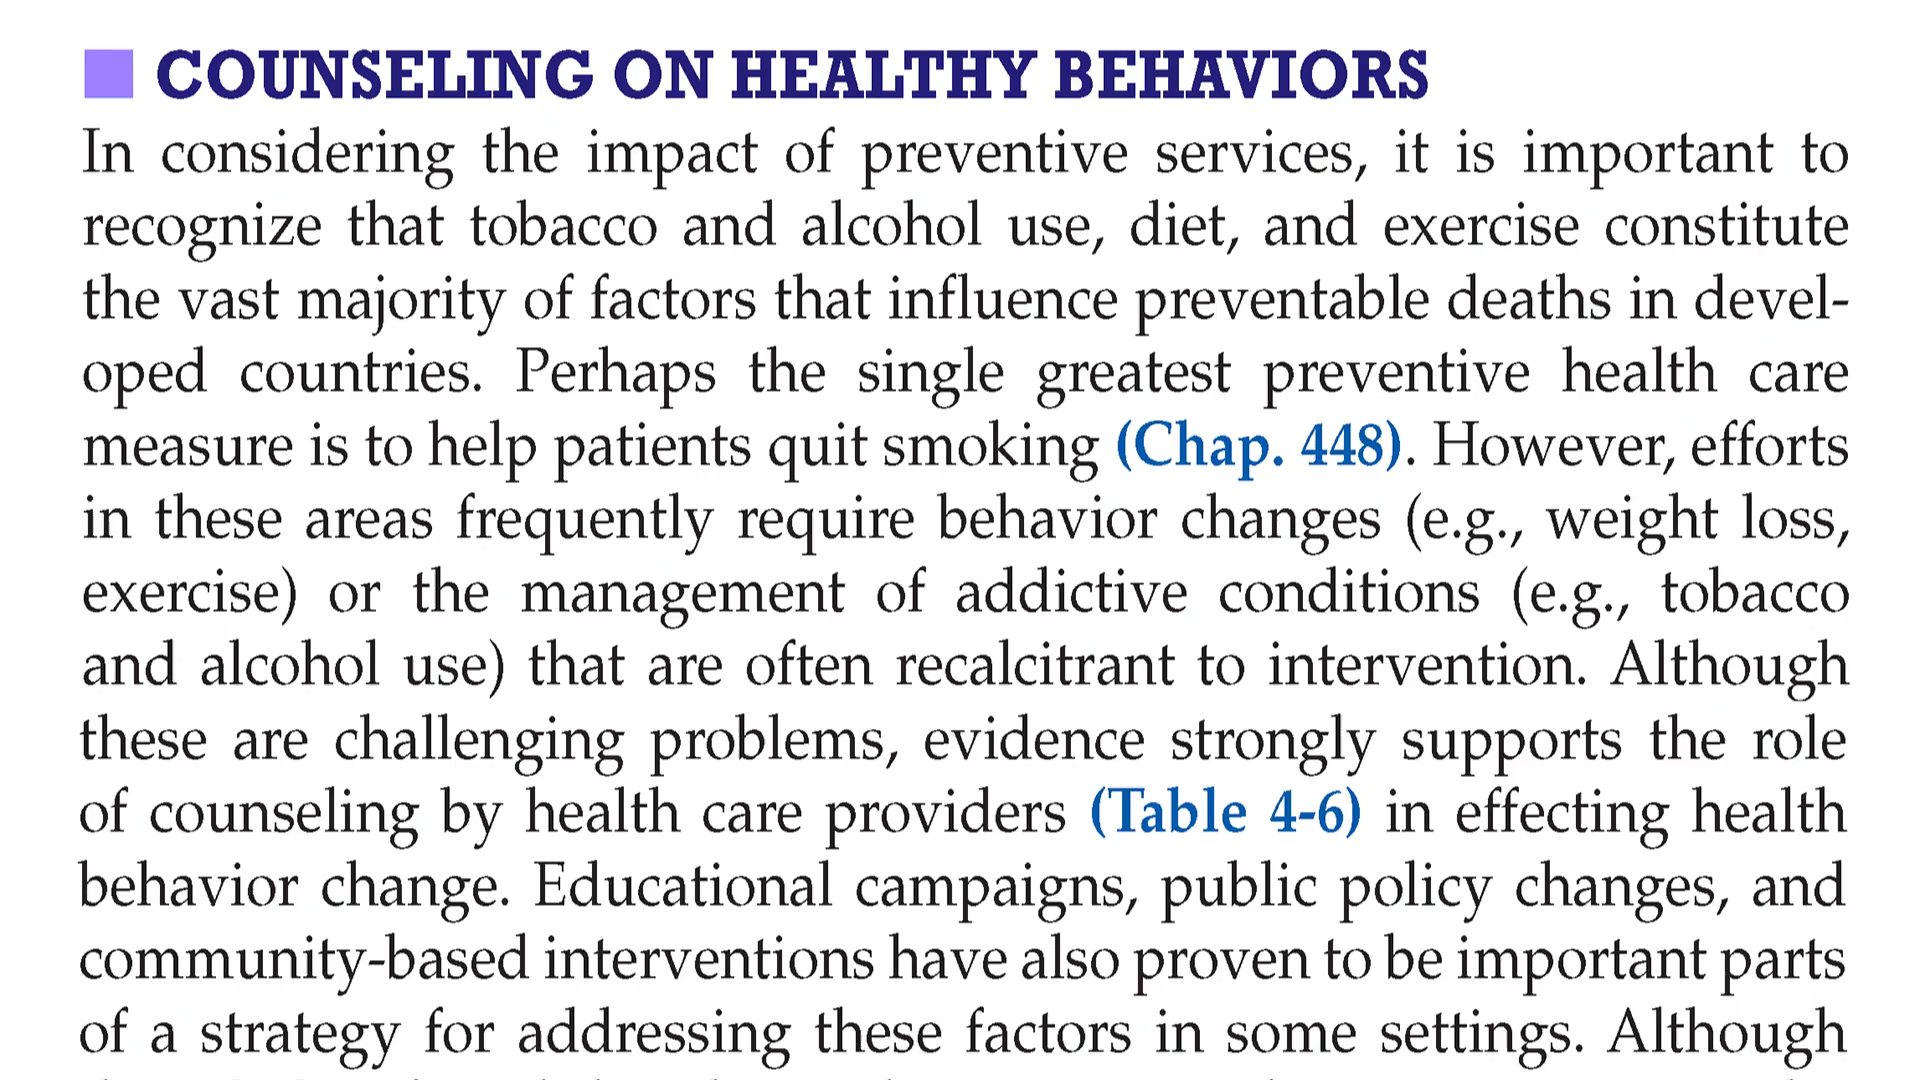 COUNSELING ON HEALTHY BEHAVIORS
In considering the impact of preventive services, it is important to
recognize that tobacco and alcohol use, diet, and exercise constitute
the vast majority of factors that influence preventable deaths in devel-
oped countries. Perhaps the single greatest preventive health care
measure is to help patients quit smoking (Chap. 448). However, efforts
in these areas frequently require behavior changes (e.g., weight loss,
exercise) or the management of addictive conditions (e.g., tobacco
and alcohol use) that are often recalcitrant to intervention. Although
these are challenging problems, evidence strongly supports the role
of counseling by health care providers (Table 4-6) in effecting health
behavior change. Educational campaigns, public policy changes, and
community-based interventions have also proven to be important parts
of a strategy for addressing these factors in some settings. Although